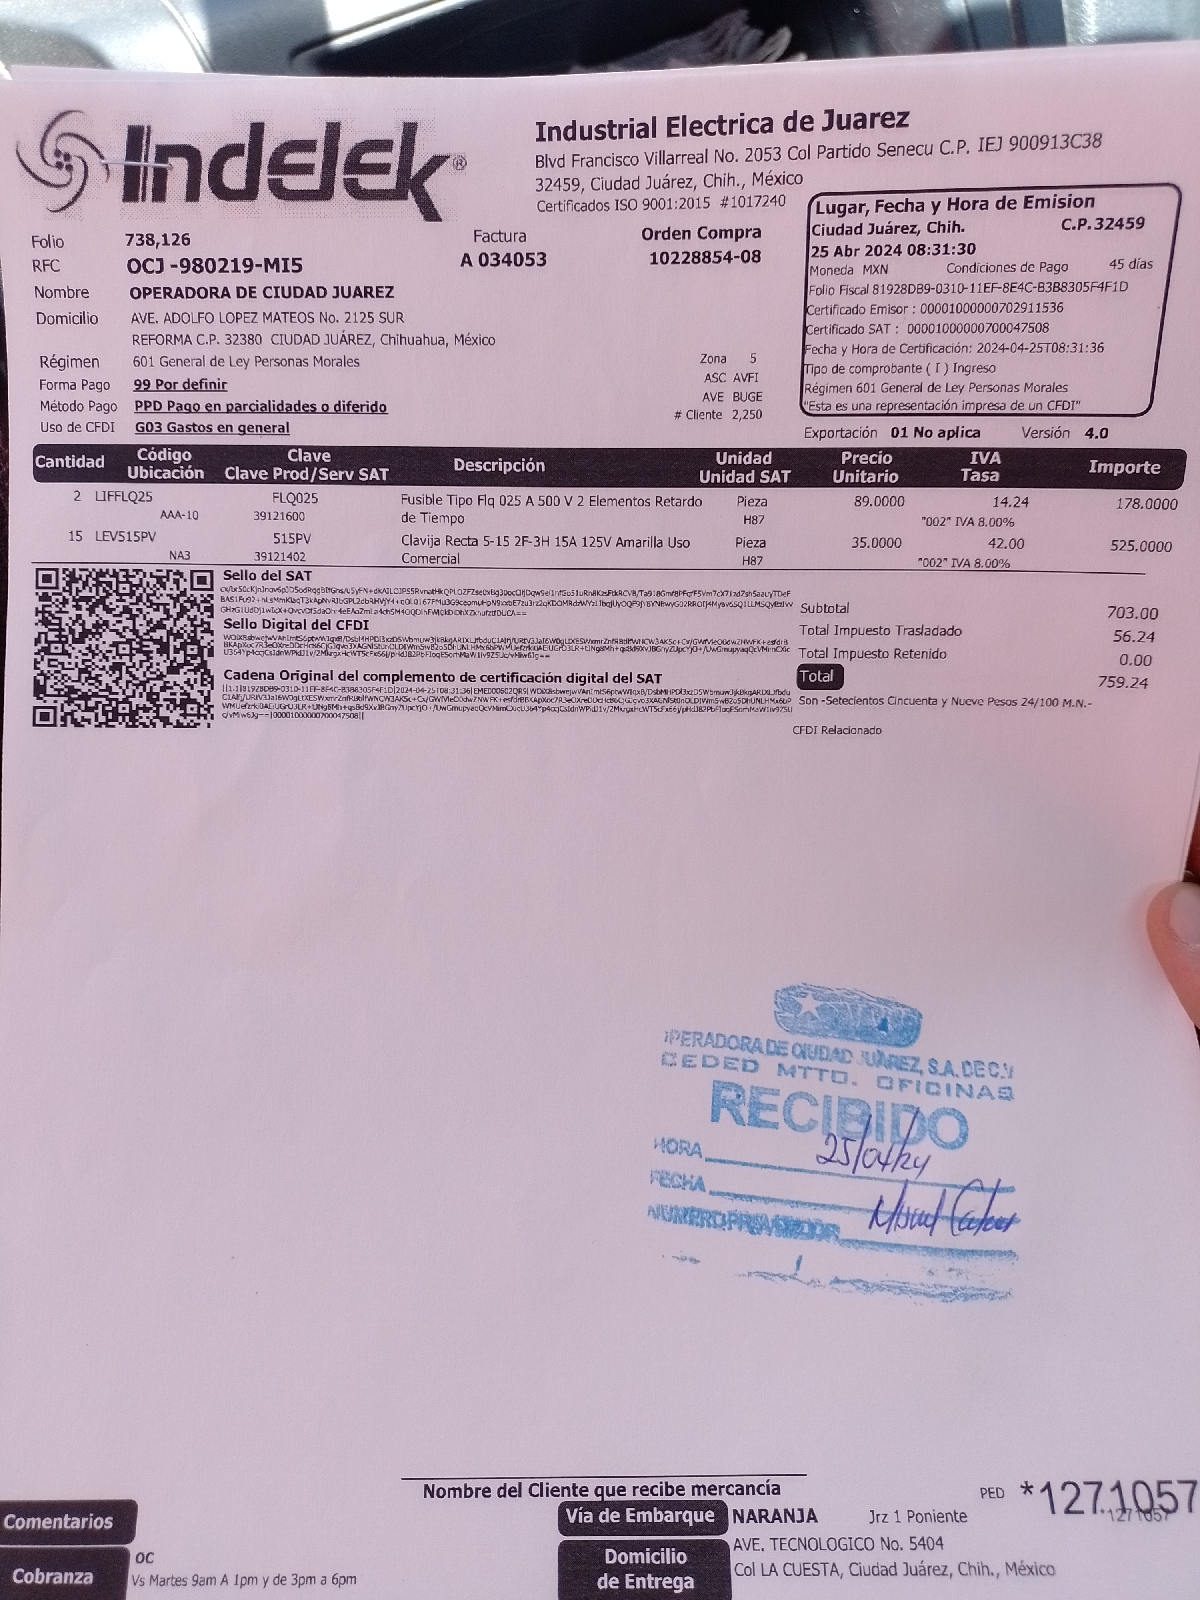 Indelek®
Industrial Electrica de Juarez
Blvd Francisco Villarreal No. 2053 Col Partido Senecu C.P. IEJ 900913C38
32459, Ciudad Juárez, Chih., México
Certificados ISO 9001:2015 #1017240
Folio 738,126
Factura
A 034053
Orden Compra
10228854-08
RFC OCJ -980219-MI5
Nombre OPERADORA DE CIUDAD JUAREZ
Domicilio AVE. ADOLFO LOPEZ MATEOS No. 2125 SUR
REFORMA C.P. 32380 CIUDAD JUÁREZ, Chihuahua, México
Régimen 601 General de Ley Personas Morales
Forma Pago 99 Por definir
Método Pago PPD Pago en parcialidades o diferido
Uso de CFDI G03 Gastos en general
Zona 5
ASC AVFI
AVE BUGE
# Cliente 2,250
Lugar, Fecha y Hora de Emision
Ciudad Juárez, Chih. C.P.32459
25 Abr 2024 08:31:30
Moneda MXN Condiciones de Pago 45 días
Folio Fiscal 81928DB9-0310-11EF-8E4C-B3B8305F4F1D
Certificado Emisor : 00001000000702911536
Certificado SAT : 00001000000700047508
Fecha y Hora de Certificación: 2024-04-25T08:31:36
Tipo de comprobante ( I ) Ingreso
Régimen 601 General de Ley Personas Morales
"Esta es una representación impresa de un CFDI"
Exportación 01 No aplica Versión 4.0
Cantidad Código Ubicación Clave Clave Prod/Serv SAT Descripción Unidad Unidad SAT Precio Unitario IVA Tasa Importe
2 LIFFLQ25 FLQ025 Fusible Tipo Flq 025 A 500 V 2 Elementos Retardo Pieza 89.0000 14.24 178.0000
AAA-10 39121600 de Tiempo H87 "002" IVA 8.00%
15 LEV515PV 515PV Clavija Recta 5-15 2F-3H 15A 125V Amarilla Uso Pieza 35.0000 42.00 525.0000
NA3 39121402 Comercial H87 "002" IVA 8.00%
Sello del SAT
Sello Digital del CFDI
Cadena Original del complemento de certificación digital del SAT
Subtotal 703.00
Total Impuesto Trasladado 56.24
Total Impuesto Retenido 0.00
Total 759.24
Son -Setecientos Cincuenta y Nueve Pesos 24/100 M.N.-
CFDI Relacionado
OPERADORA DE CIUDAD JUÁREZ, S.A. DE C.V
CEDED MTTO. OFICINAS
RECIBIDO
HORA 25/04/24
FECHA
Nombre del Cliente que recibe mercancía
PED *1271057
1271057
Comentarios
Vía de Embarque NARANJA Jrz 1 Poniente
Cobranza
OC
Vs Martes 9am A 1pm y de 3pm a 6pm
Domicilio de Entrega
AVE. TECNOLOGICO No. 5404
Col LA CUESTA, Ciudad Juárez, Chih., México